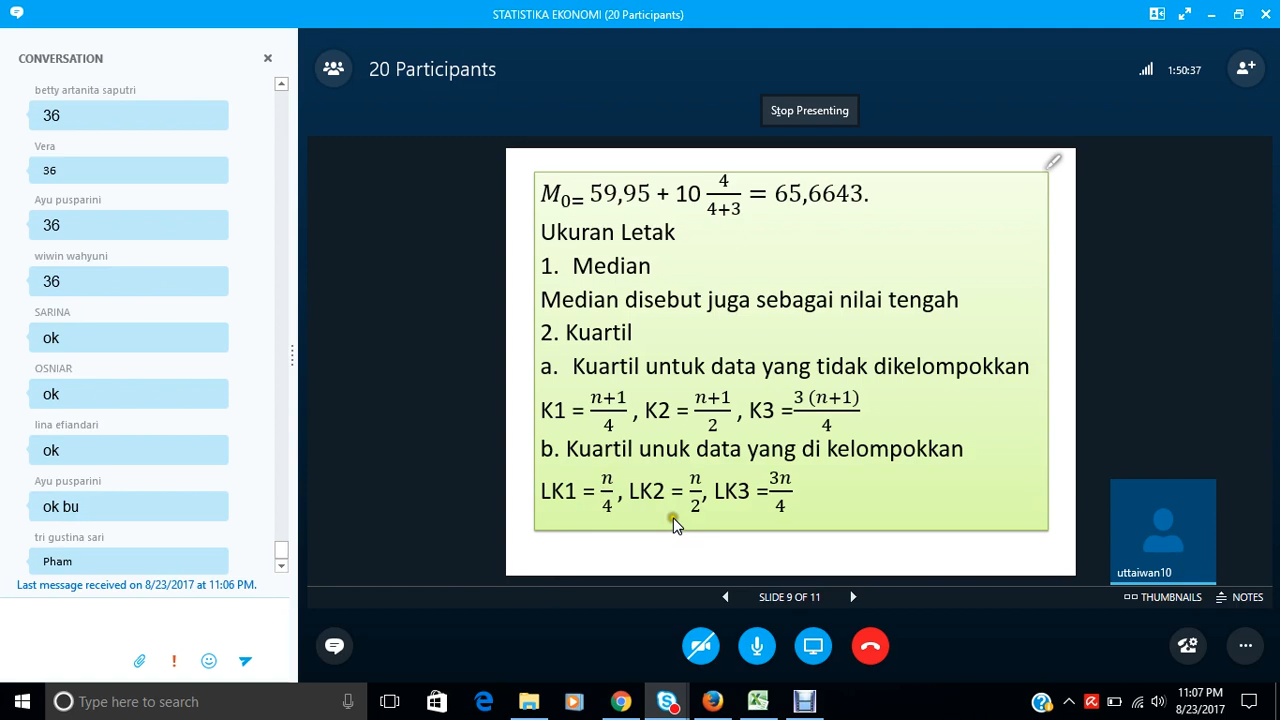 STATISTIKA EKONOMI (20 Participants)
CONVERSATION
betty artanita saputri
36
Vera
36
Ayu pusparini
36
wiwin wahyuni
36
SARINA
ok
OSNIAR
ok
lina efiandari
ok
Ayu pusparini
ok bu
tri gustina sari
Pham
Last message received on 8/23/2017 at 11:06 PM.
20 Participants
1:50:37
Stop Presenting
M₀= 59,95 + 10 4/(4+3) = 65,6643.
Ukuran Letak
1. Median
Median disebut juga sebagai nilai tengah
2. Kuartil
a. Kuartil untuk data yang tidak dikelompokkan
K1 = (n+1)/4 , K2 = (n+1)/2 , K3 = 3 (n+1)/4
b. Kuartil unuk data yang di kelompokkan
LK1 = n/4 , LK2 = n/2, LK3 = 3n/4
uttaiwan10
SLIDE 9 OF 11
THUMBNAILS
NOTES
Type here to search
11:07 PM
8/23/2017